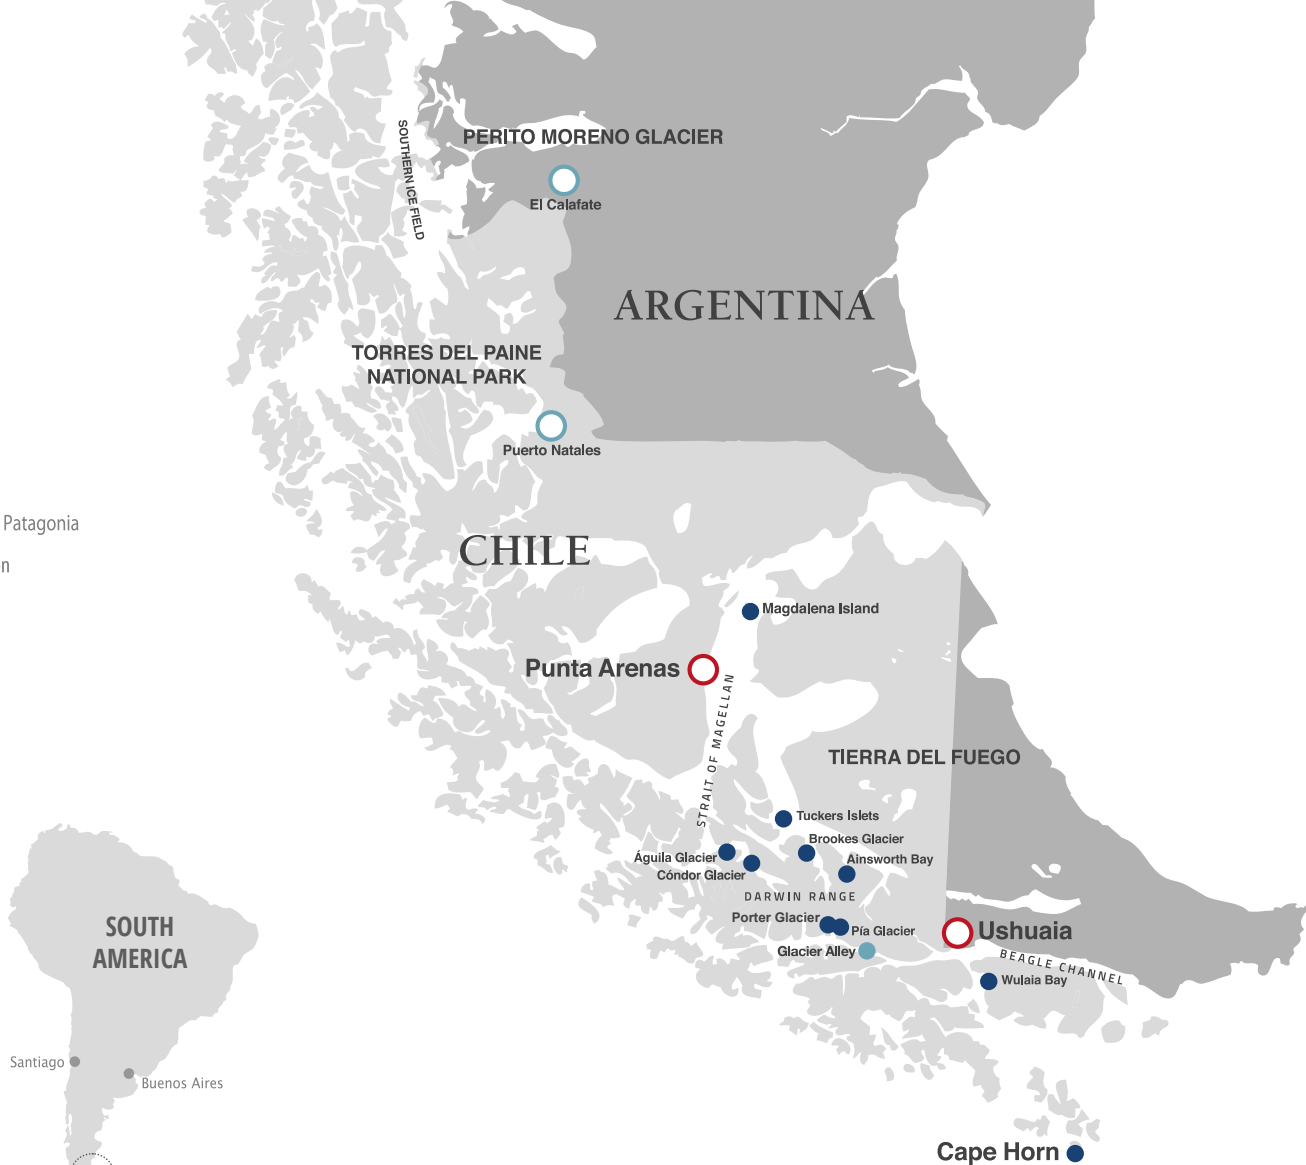 PERITO MORENO GLACIER
SOUTHERN ICE FIELD
El Calafate
ARGENTINA
TORRES DEL PAINE
NATIONAL PARK
Puerto Natales
Patagonia
CHILE
n
Magdalena Island
Punta Arenas
STRAIT OF MAGELLAN
TIERRA DEL FUEGO
Tuckers Islets
Brookes Glacier
Águila Glacier
Ainsworth Bay
Cóndor Glacier
DARWIN RANGE
Porter Glacier
Pía Glacier
Ushuaia
Glacier Alley
BEAGLE CHANNEL
Wulaia Bay
SOUTH
AMERICA
Santiago
Buenos Aires
Cape Horn